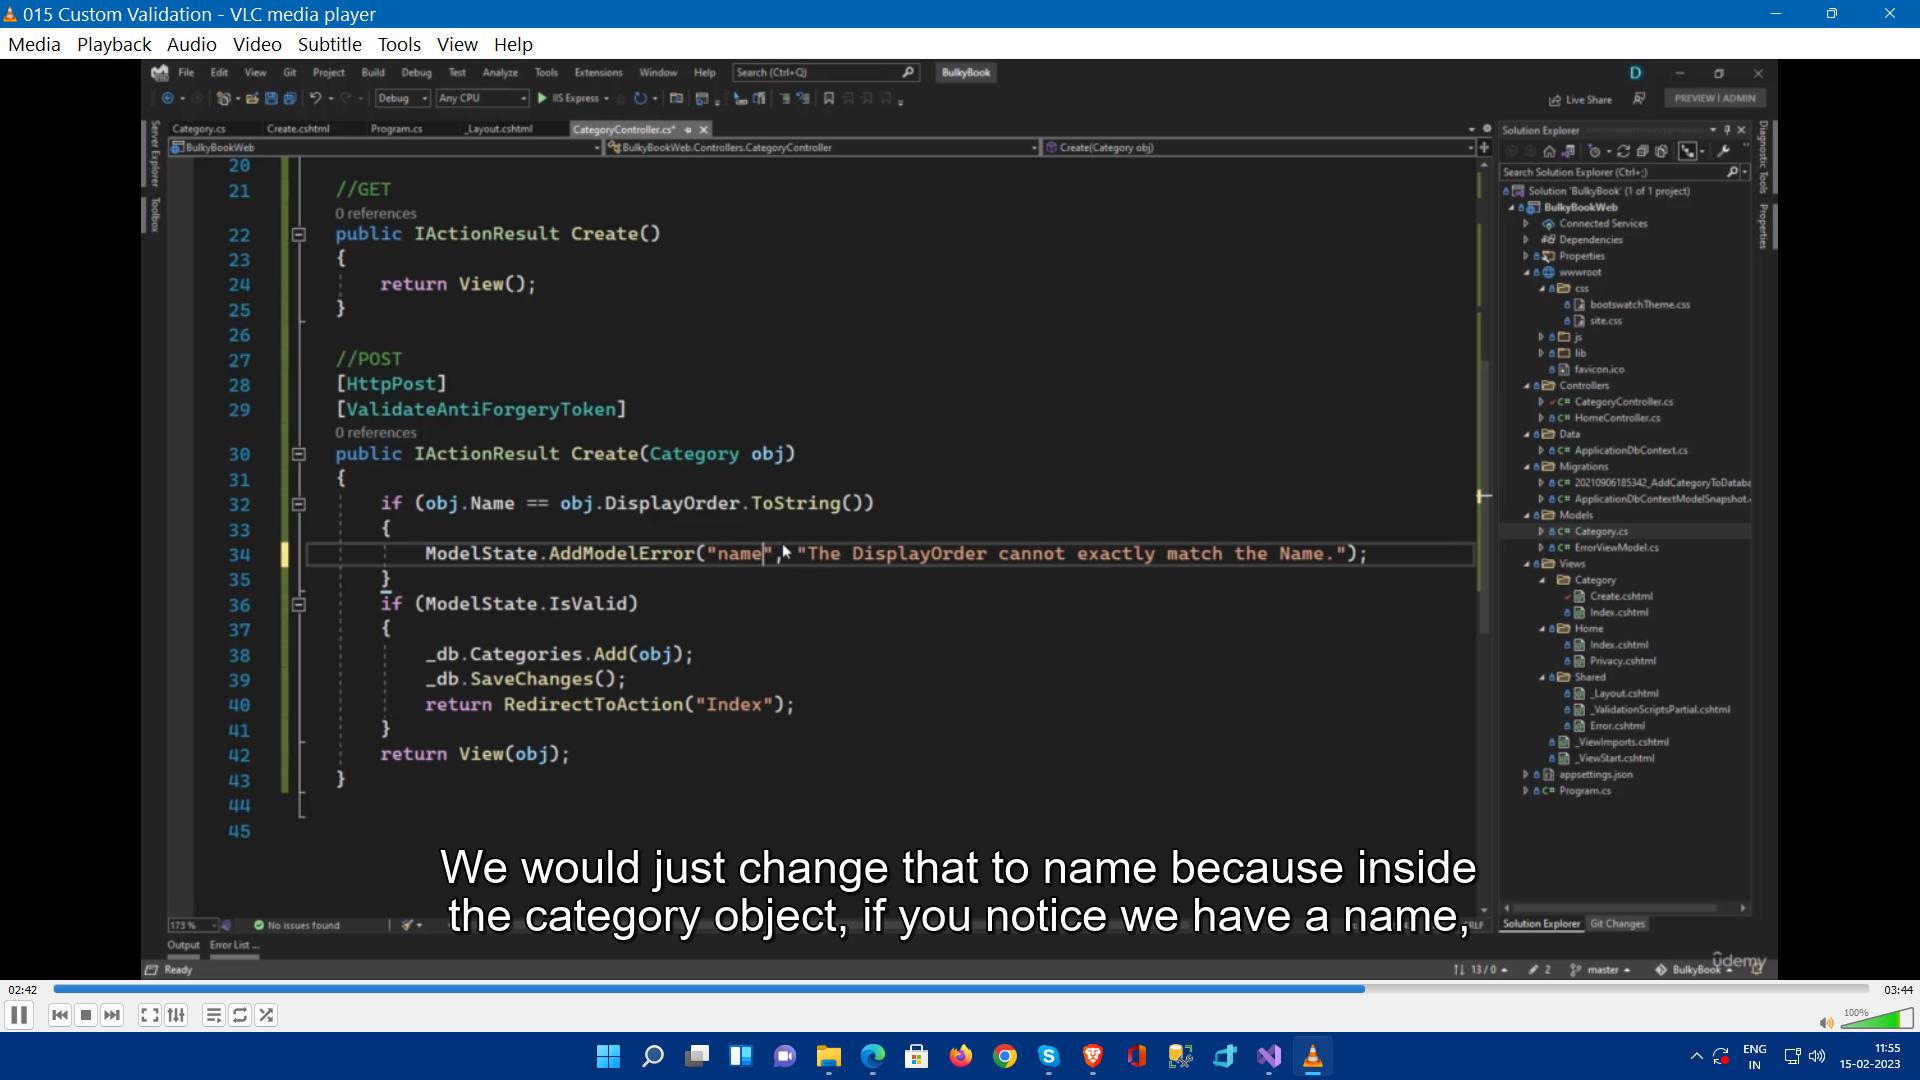 015 Custom Validation - VLC media player
Media Playback Audio Video Subtitle Tools View Help
File Edit View Git Project Build Debug Test Analyze Tools Extensions Window Help Search (Ctrl+Q) BulkyBook D
Debug Any CPU IIS Express Live Share PREVIEW | ADMIN
Category.cs Create.cshtml Program.cs _Layout.cshtml CategoryController.cs*
BulkyBookWeb BulkyBookWeb.Controllers.CategoryController Create(Category obj)
Server Explorer
Toolbox
20
21 //GET
0 references
22 public IActionResult Create()
23 {
24 return View();
25 }
26
27 //POST
28 [HttpPost]
29 [ValidateAntiForgeryToken]
0 references
30 public IActionResult Create(Category obj)
31 {
32 if (obj.Name == obj.DisplayOrder.ToString())
33 {
34 ModelState.AddModelError("name", "The DisplayOrder cannot exactly match the Name.");
35 }
36 if (ModelState.IsValid)
37 {
38 _db.Categories.Add(obj);
39 _db.SaveChanges();
40 return RedirectToAction("Index");
41 }
42 return View(obj);
43 }
44
45
Solution Explorer
Search Solution Explorer (Ctrl+;)
Solution 'BulkyBook' (1 of 1 project)
BulkyBookWeb
Connected Services
Dependencies
Properties
wwwroot
css
bootswatchTheme.css
site.css
js
lib
favicon.ico
Controllers
C# CategoryController.cs
C# HomeController.cs
Data
C# ApplicationDbContext.cs
Migrations
C# 20210906185342_AddCategoryToDataba
C# ApplicationDbContextModelSnapshot.
Models
C# Category.cs
C# ErrorViewModel.cs
Views
Category
Create.cshtml
Index.cshtml
Home
Index.cshtml
Privacy.cshtml
Shared
_Layout.cshtml
_ValidationScriptsPartial.cshtml
Error.cshtml
_ViewImports.cshtml
_ViewStart.cshtml
appsettings.json
C# Program.cs
Diagnostic Tools
Properties
We would just change that to name because inside
the category object, if you notice we have a name,
173 % No issues found Solution Explorer Git Changes
Output Error List ...
Ready 13 / 0 2 master BulkyBook
udemy
02:42 03:44
100%
ENG
IN
11:55
15-02-2023